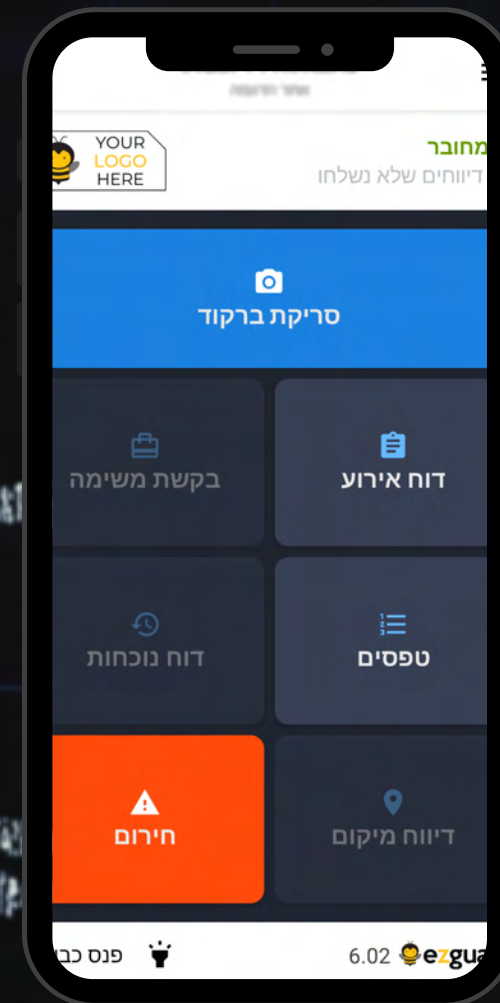 מחובר
YOUR
LOGO
HERE
דיווחים שלא נשלחו
סריקת ברקוד
דוח אירוע
בקשת משימה
טפסים
דוח נוכחות
דיווח מיקום
חירום
6.02
פנס